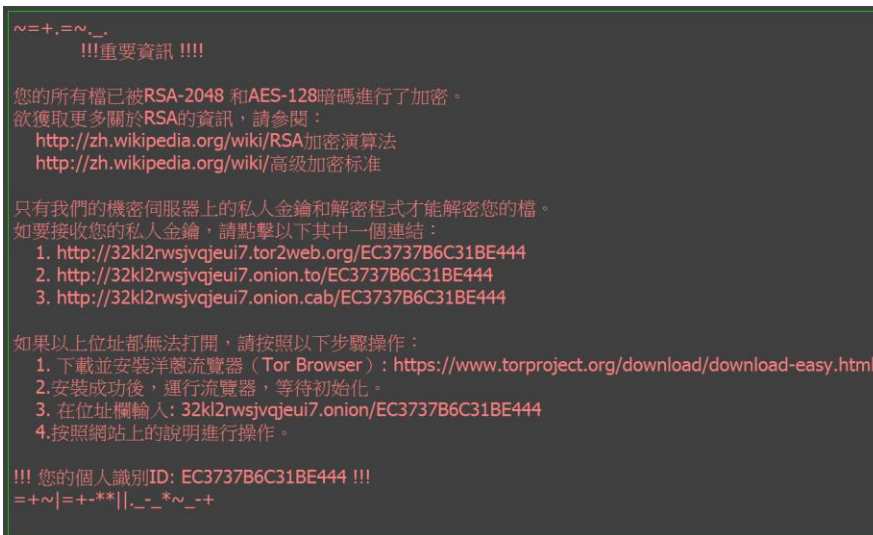 ~=+.=~._.
!!!重要資訊 !!!!
您的所有檔已被RSA-2048 和AES-128暗碼進行了加密。
欲獲取更多關於RSA的資訊，請參閱：
http://zh.wikipedia.org/wiki/RSA加密演算法
http://zh.wikipedia.org/wiki/高级加密标准
只有我們的機密伺服器上的私人金鑰和解密程式才能解密您的檔。
如要接收您的私人金鑰，請點擊以下其中一個連結：
1. http://32kl2rwsjvqjeui7.tor2web.org/EC3737B6C31BE444
2. http://32kl2rwsjvqjeui7.onion.to/EC3737B6C31BE444
3. http://32kl2rwsjvqjeui7.onion.cab/EC3737B6C31BE444
如果以上位址都無法打開，請按照以下步驟操作：
1. 下載並安裝洋蔥流覽器（Tor Browser）: https://www.torproject.org/download/download-easy.html
2.安裝成功後，運行流覽器，等待初始化。
3. 在位址欄輸入: 32kl2rwsjvqjeui7.onion/EC3737B6C31BE444
4.按照網站上的說明進行操作。
!!! 您的個人識別ID: EC3737B6C31BE444 !!!
=+~|=+-**||._-_*~_-+